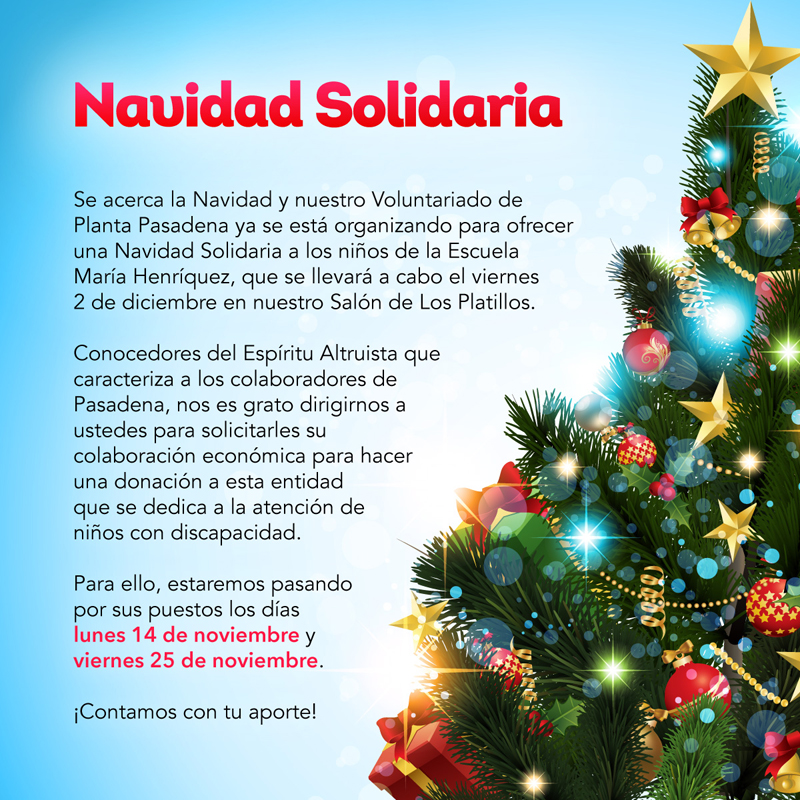 Navidad Solidaria
Se acerca la Navidad y nuestro Voluntariado de
Planta Pasadena ya se está organizando para ofrecer
una Navidad Solidaria a los niños de la Escuela
María Henríquez, que se llevará a cabo el viernes
2 de diciembre en nuestro Salón de Los Platillos.
Conocedores del Espíritu Altruista que
caracteriza a los colaboradores de
Pasadena, nos es grato dirigirnos a
ustedes para solicitarles su
colaboración económica para hacer
una donación a esta entidad
que se dedica a la atención de
niños con discapacidad.
Para ello, estaremos pasando
por sus puestos los días
lunes 14 de noviembre y
viernes 25 de noviembre.
¡Contamos con tu aporte!